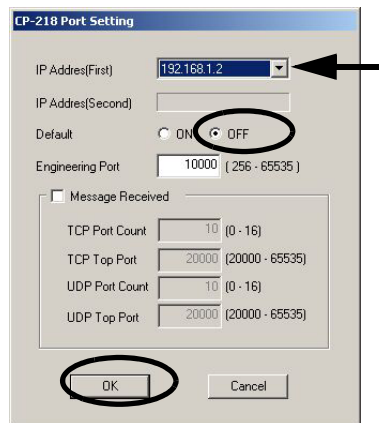 CP-218 Port Setting
IP Addres(First) 192.168.1.2
IP Addres(Second)
Default ON OFF
Engineering Port 10000 ( 256 - 65535 )
Message Received
TCP Port Count 10 (0 - 16)
TCP Top Port 20000 (20000 - 65535)
UDP Port Count 10 (0 - 16)
UDP Top Port 20000 (20000 - 65535)
OK Cancel